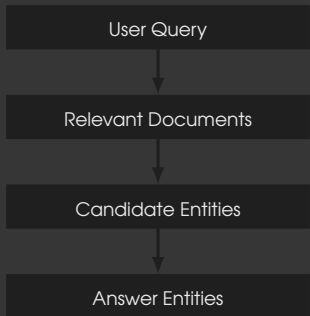 User Query
Relevant Documents
Candidate Entities
Answer Entities